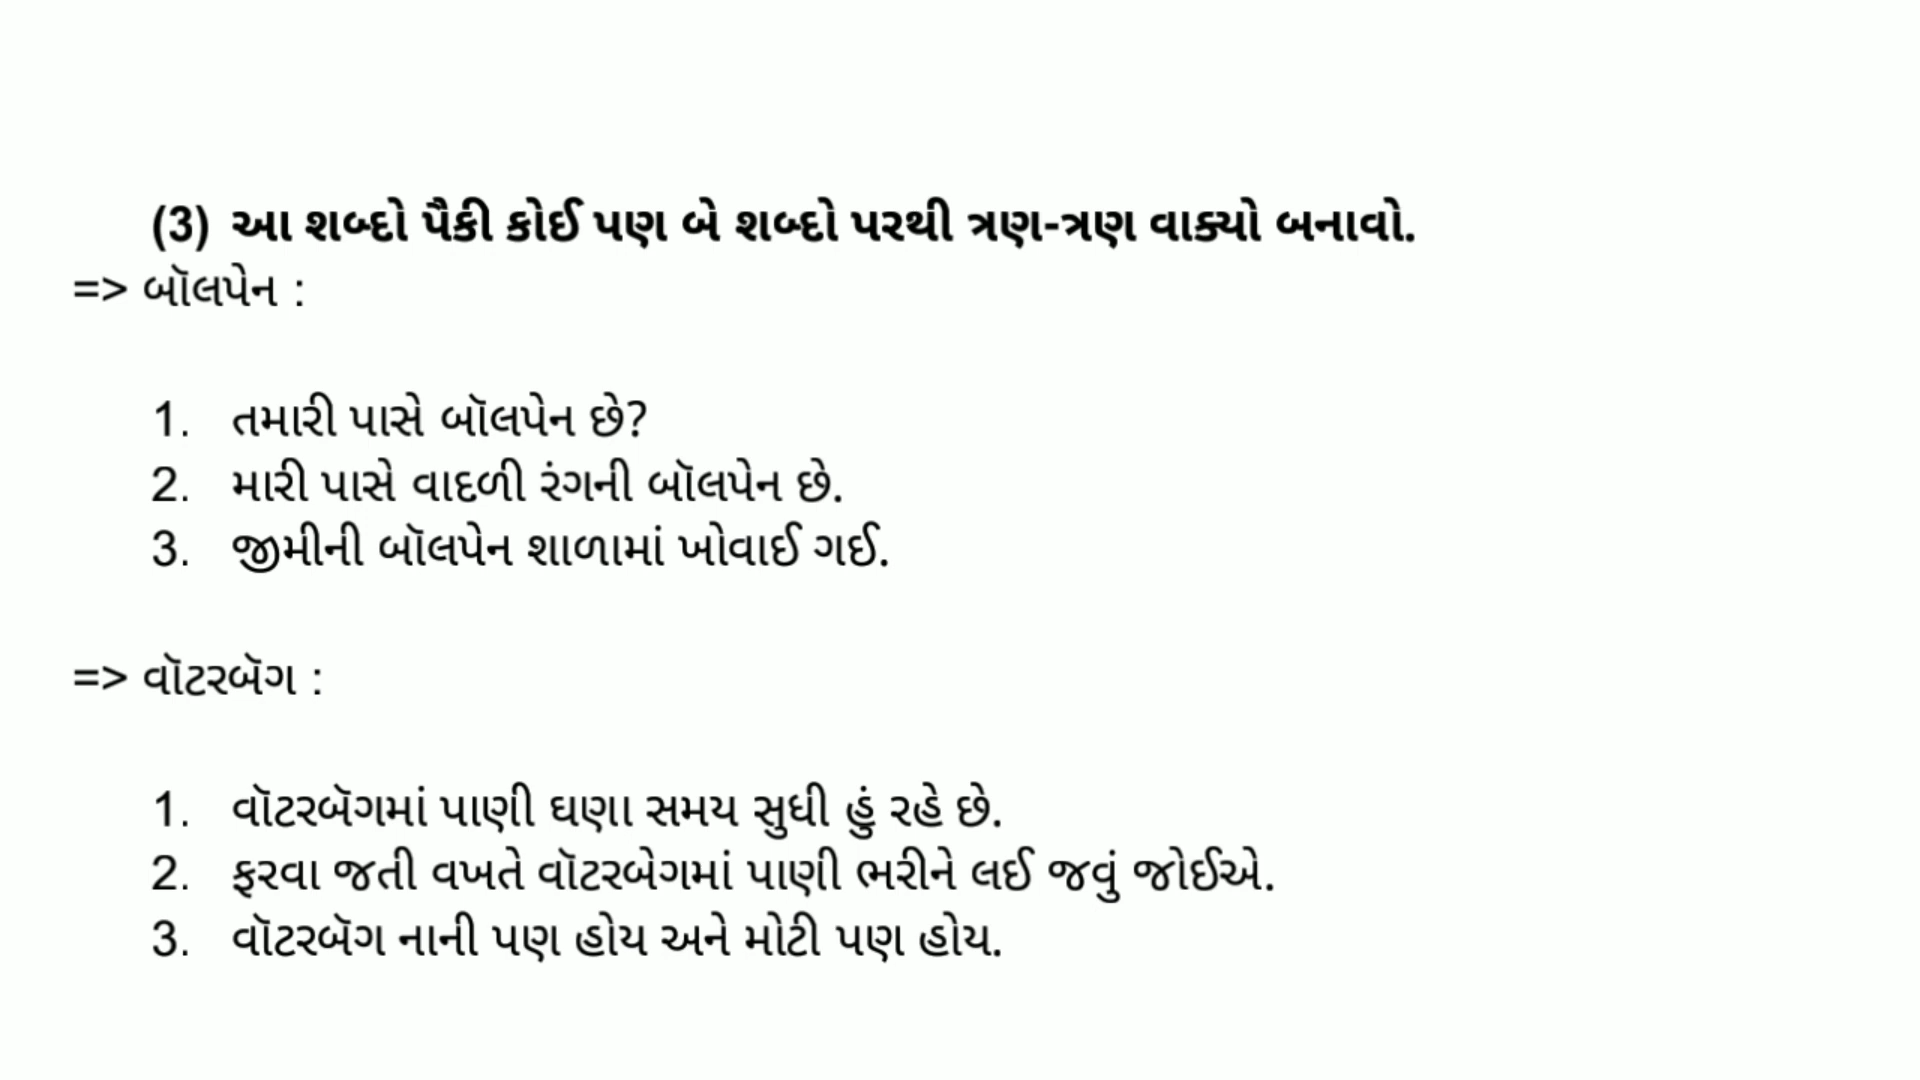 (3) આ શબ્દો પૈકી કોઈ પણ બે શબ્દો પરથી ત્રણ-ત્રણ વાક્યો બનાવો.
=> બૉલપેન :
1. તમારી પાસે બૉલપેન છે?
2. મારી પાસે વાદળી રંગની બૉલપેન છે.
3. જીમીની બૉલપેન શાળામાં ખોવાઈ ગઈ.
=> વૉટરબૅગ :
1. વૉટરબૅગમાં પાણી ઘણા સમય સુધી હું રહે છે.
2. ફરવા જતી વખતે વૉટરબેગમાં પાણી ભરીને લઈ જવું જોઈએ.
3. વૉટરબૅગ નાની પણ હોય અને મોટી પણ હોય.